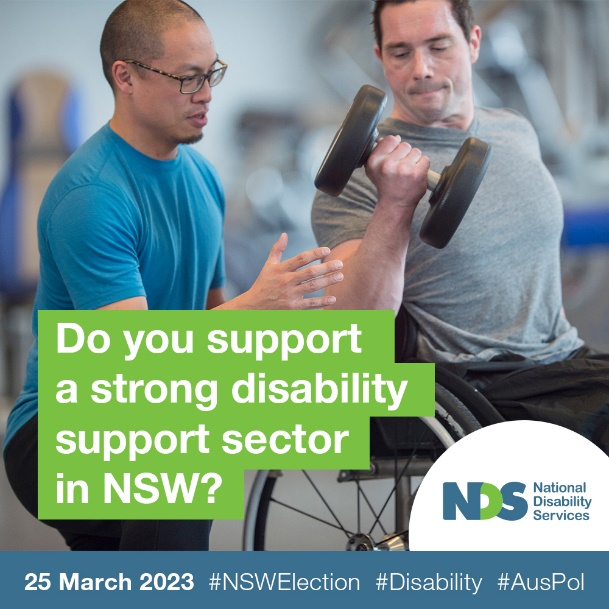 Do you support
a strong disability
support sector
in NSW?
NDS
National
Disability
Services
25 March 2023 #NSWElection #Disability #AusPol